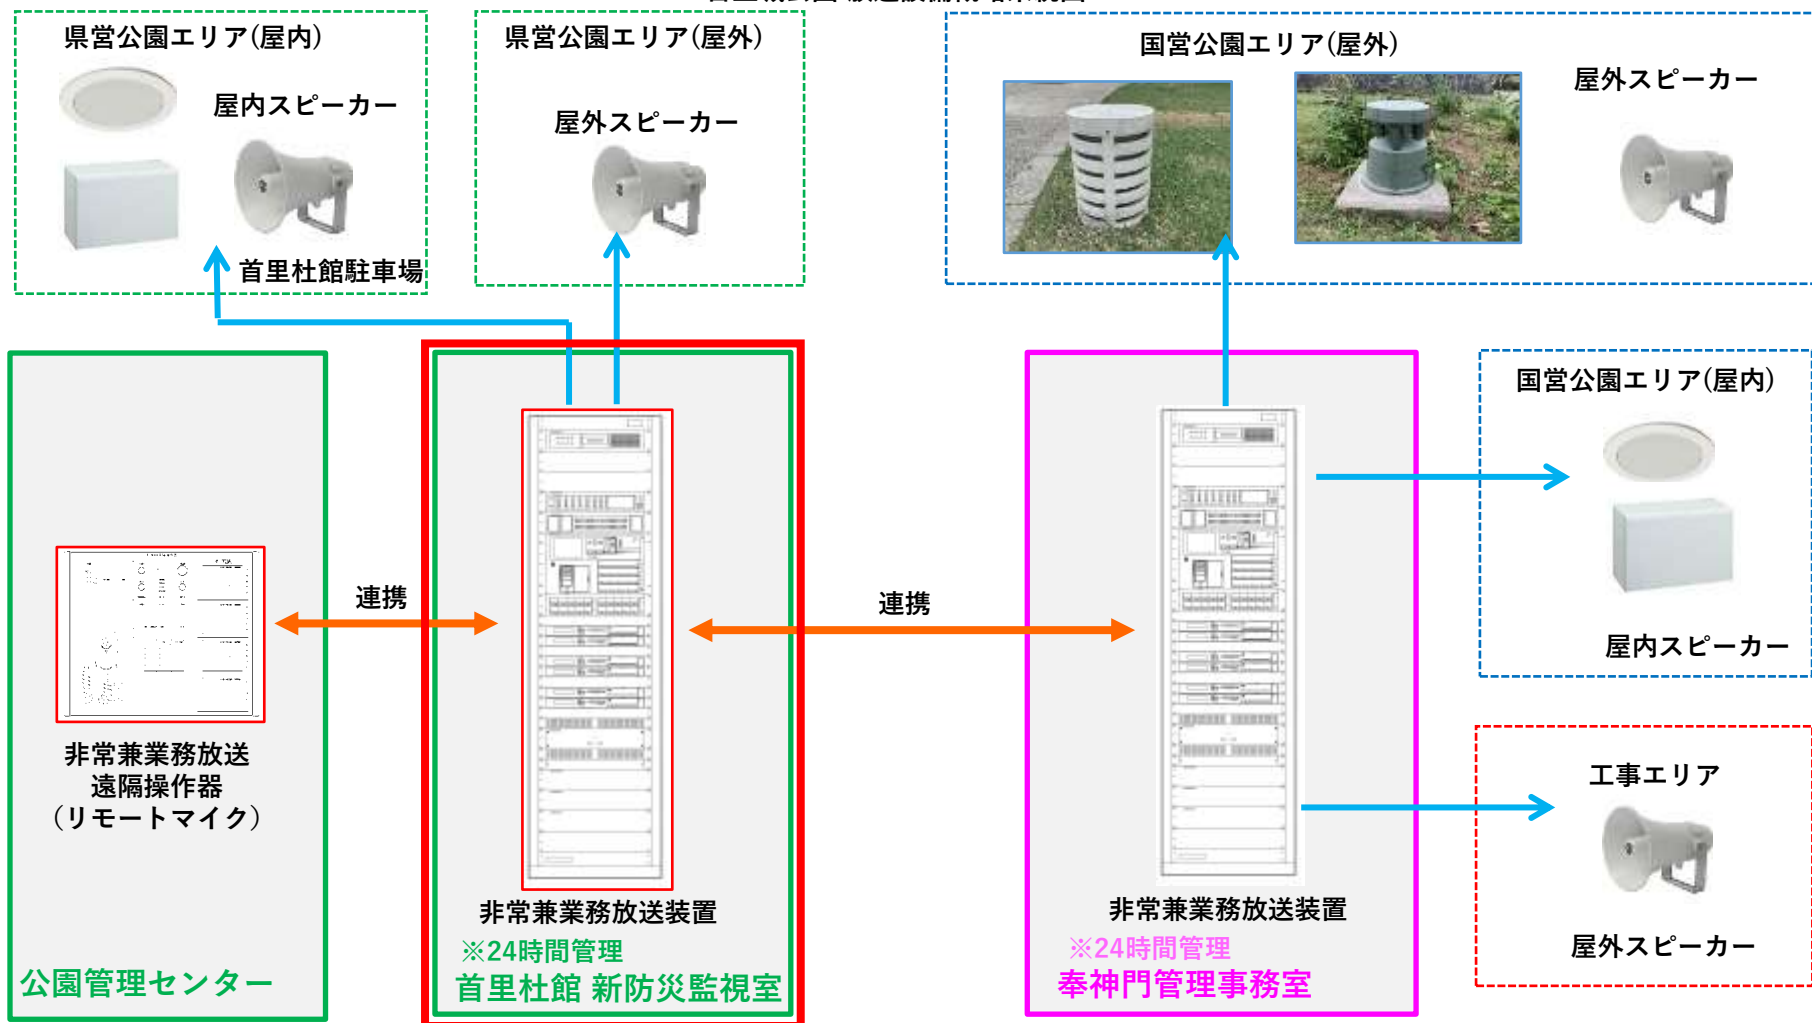 県営公園エリア(屋内)
屋内スピーカー
首里杜館駐車場
県営公園エリア(屋外)
屋外スピーカー
国営公園エリア(屋外)
屋外スピーカー
国営公園エリア(屋内)
屋内スピーカー
工事エリア
屋外スピーカー
連携
連携
非常兼業務放送
遠隔操作器
(リモートマイク)
公園管理センター
非常兼業務放送装置
※24時間管理
首里杜館 新防災監視室
非常兼業務放送装置
※24時間管理
奉神門管理事務室